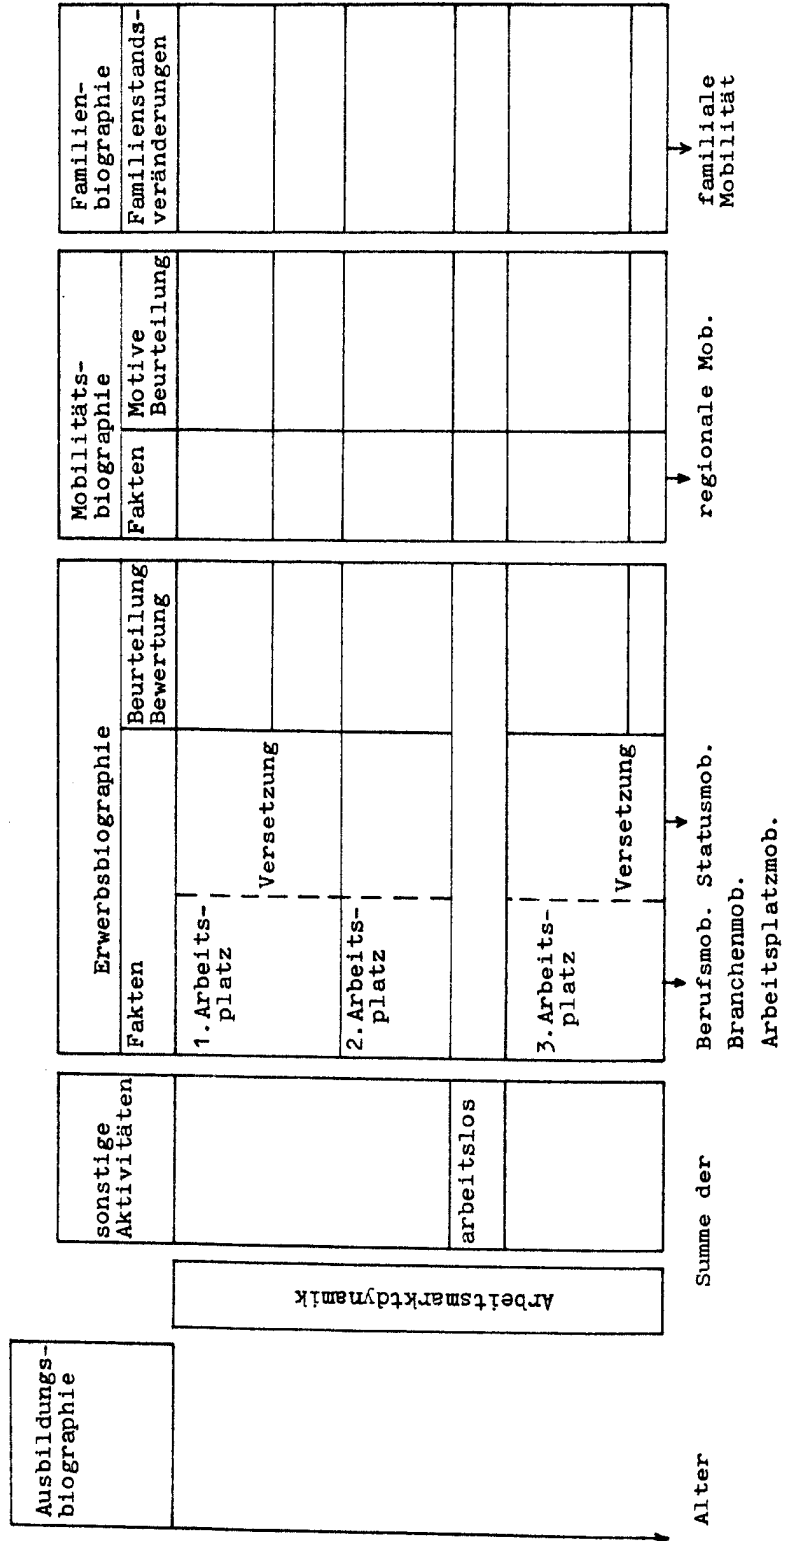 Ausbildungs-
biographie
Arbeitsmarktdynamik
sonstige
Aktivitäten
arbeitslos
Erwerbsbiographie
Fakten
Beurteilung
Bewertung
1.Arbeits-
platz
Versetzung
2.Arbeits-
platz
3.Arbeits-
platz
Versetzung
Mobilitäts-
biographie
Fakten
Motive
Beurteilung
Familien-
biographie
Familienstands-
veränderungen
Alter
Summe der
Berufsmob. Statusmob.
Branchenmob.
Arbeitsplatzmob.
regionale Mob.
familiale
Mobilität